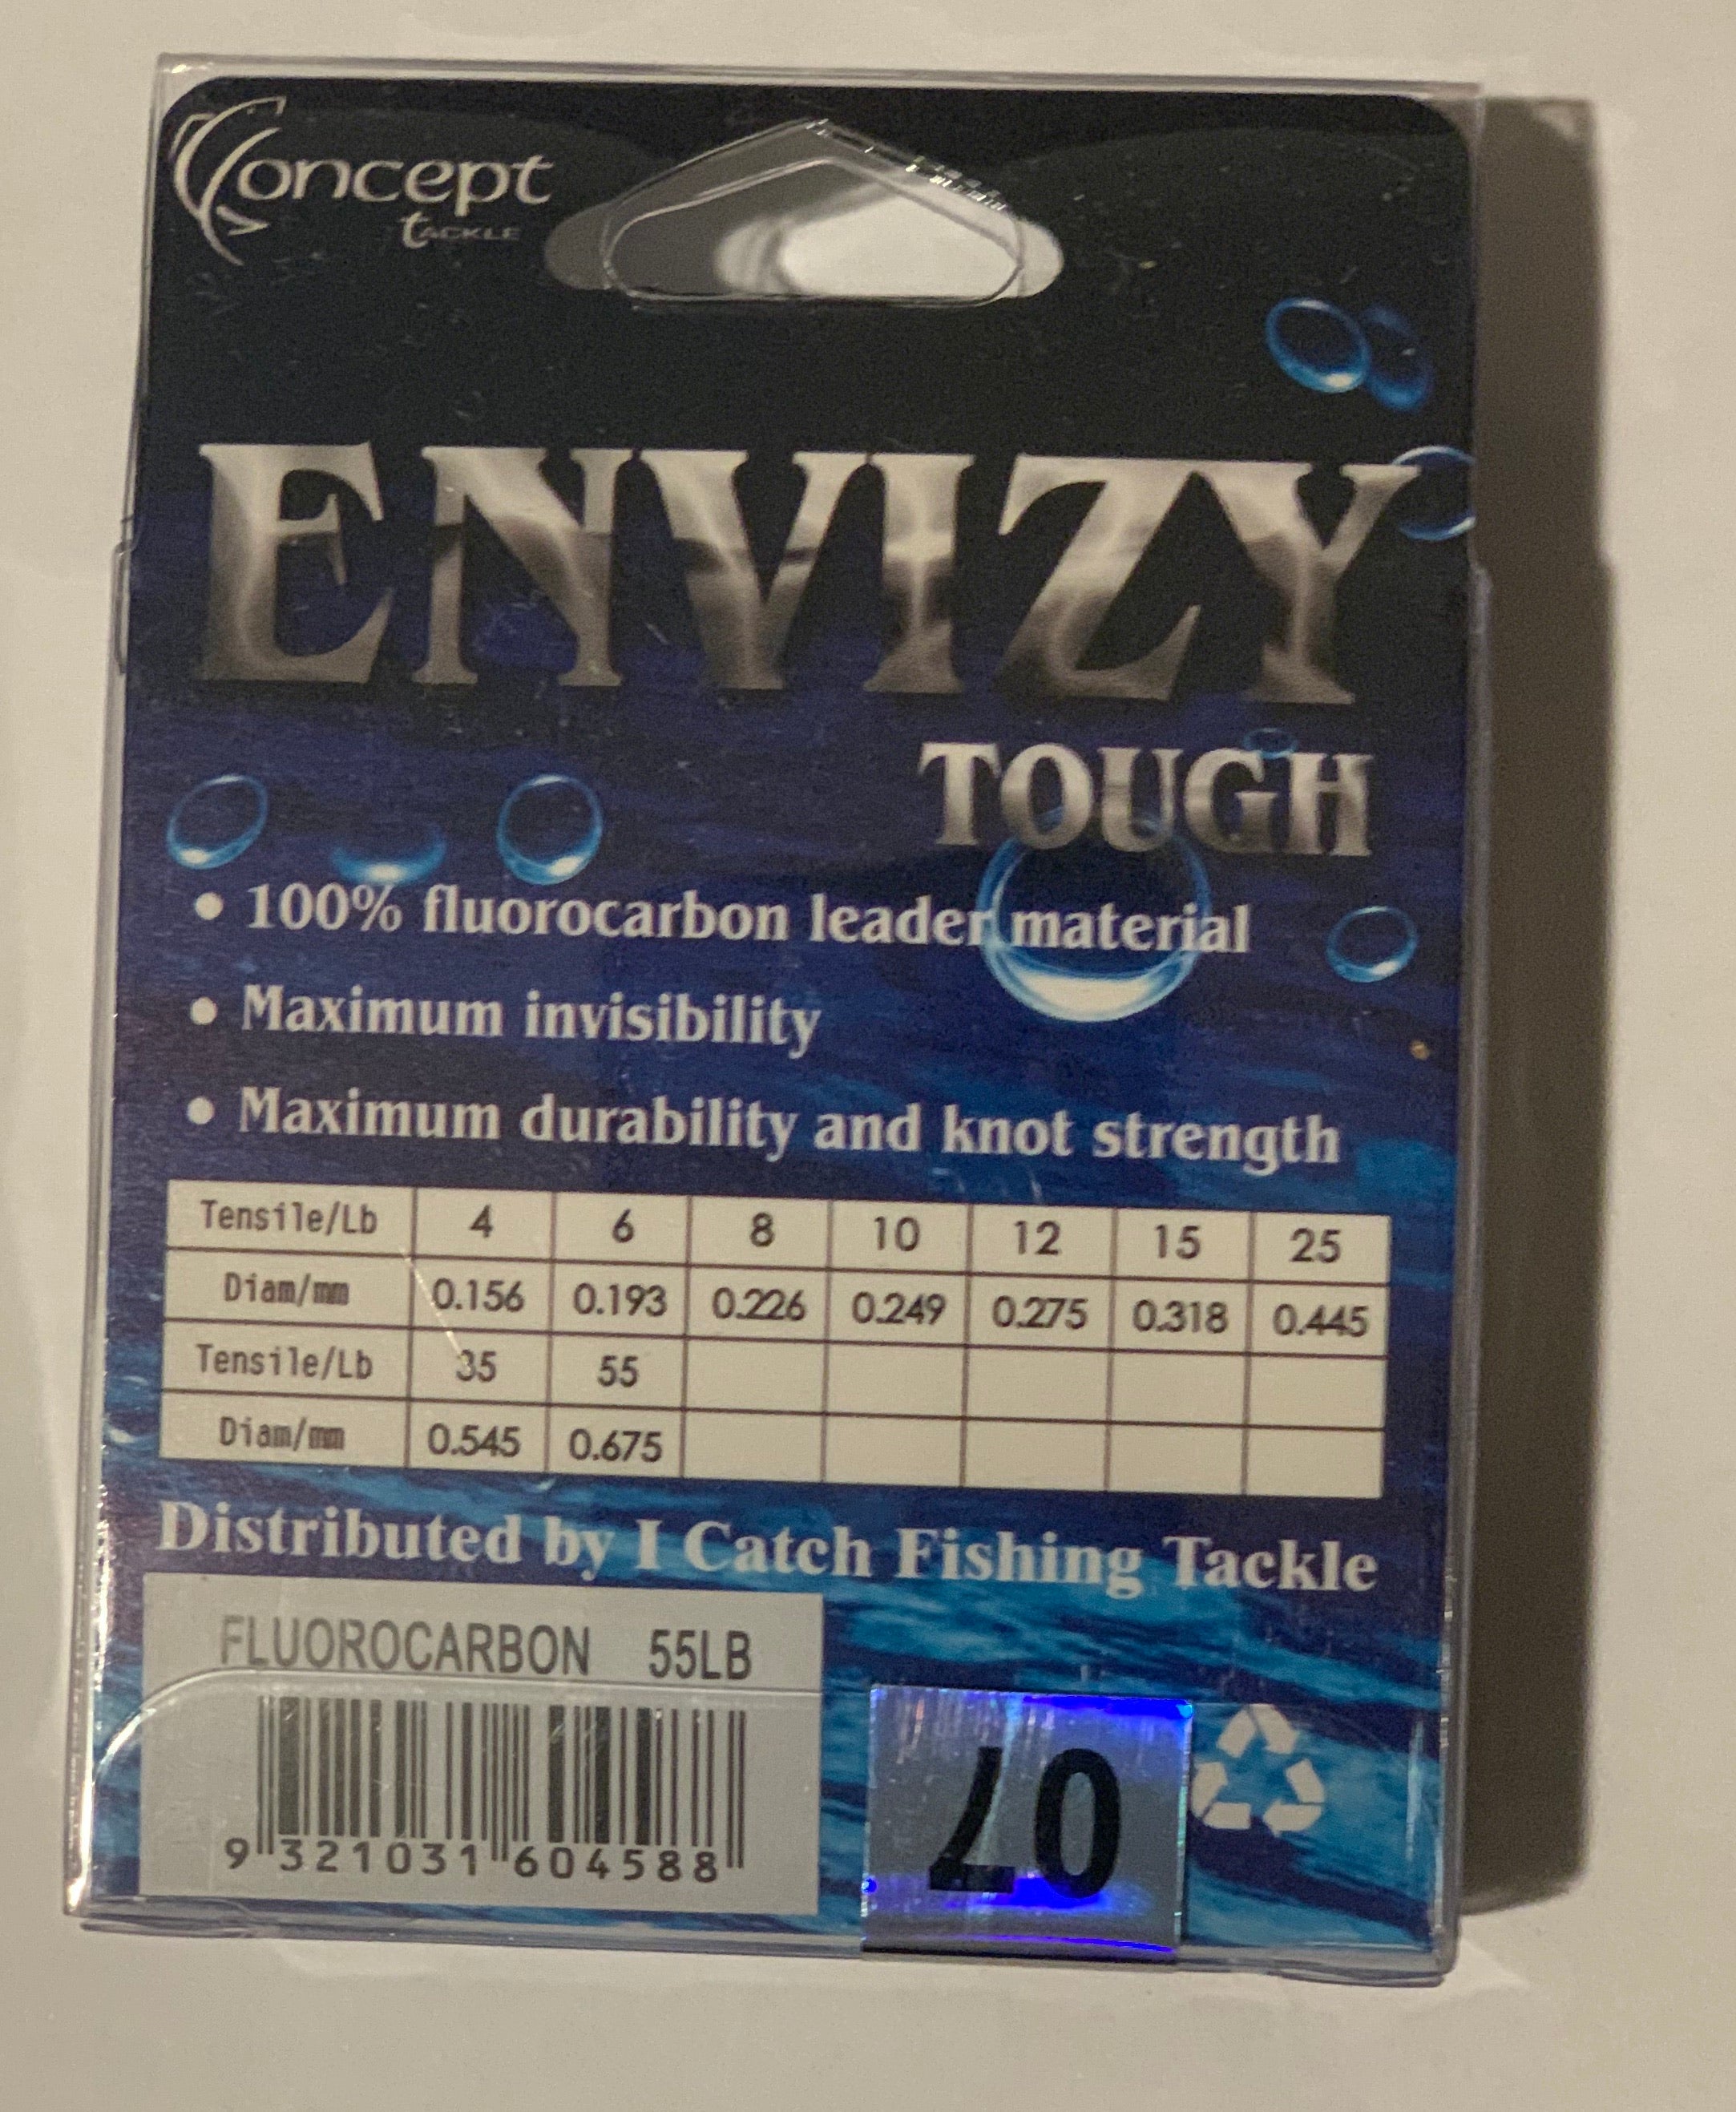 Concept
tACKLE
ENVIZY
TOUGH
• 100% fluorocarbon leader material
• Maximum invisibility
• Maximum durability and knot strength
Tensile/Lb 4 6 8 10 12 15 25
Diam/mm 0.156 0.193 0.226 0.249 0.275 0.318 0.445
Tensile/Lb 35 55
Diam/mm 0.545 0.675
Distributed by I Catch Fishing Tackle
FLUOROCARBON 55LB
9 321031 604588
07